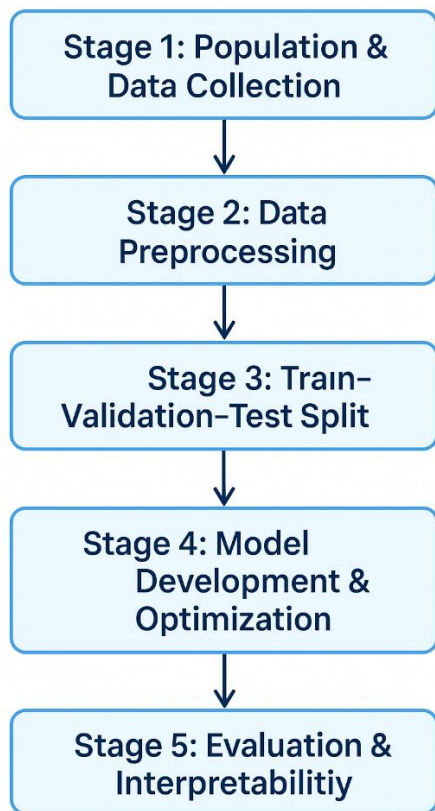 Stage 1: Population &
Data Collection
Stage 2: Data
Preprocessing
Stage 3: Traın-
Validation-Test Split
Stage 4: Model
Development &
Optimization
Stage 5: Evaluation &
Interpretabilitiy